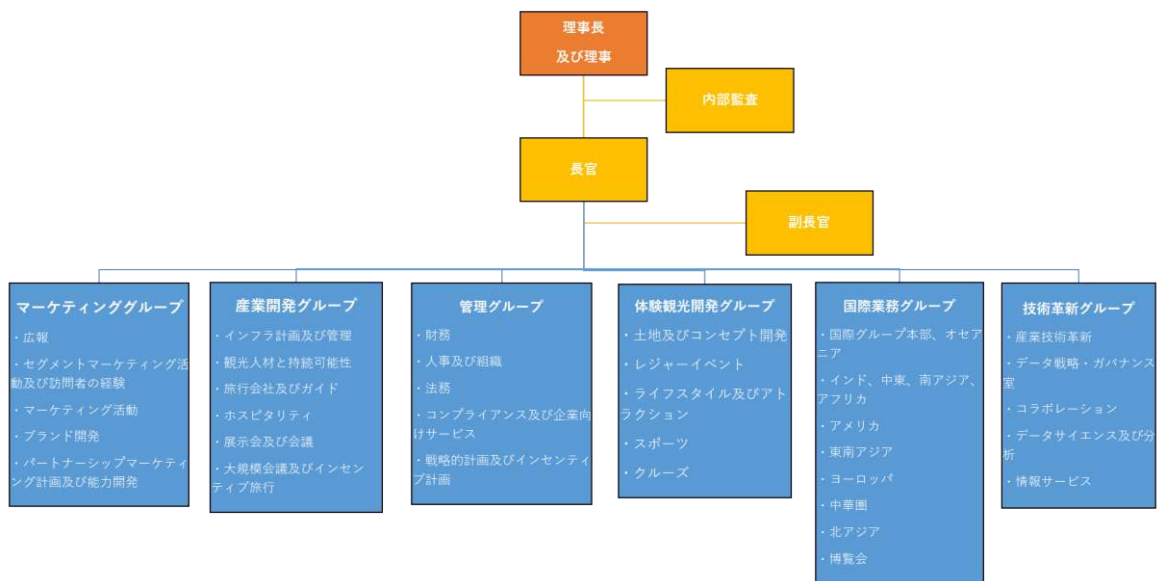 理事長
及び理事
内部監査
長官
副長官
マーケティンググループ
・広報
・セグメントマーケティング活
動及び訪問者の経験
・マーケティング活動
・ブランド開発
・パートナーシップマーケティ
ング計画及び能力開発
産業開発グループ
・インフラ計画及び管理
・観光人材と持続可能性
・旅行会社及びガイド
・ホスピタリティ
・展示会及び会議
・大規模会議及びインセン
ティブ旅行
管理グループ
・財務
・人事及び組織
・法務
・コンプライアンス及び企業向
けサービス
・戦略的計画及びインセンティ
ブ計画
体験観光開発グループ
・土地及びコンセプト開発
・レジャーイベント
・ライフスタイル及びアト
ラクション
・スポーツ
・クルーズ
国際業務グループ
・国際グループ本部、オセア
ニア
・インド、中東、南アジア、
アフリカ
・アメリカ
・東南アジア
・ヨーロッパ
・中華圏
・北アジア
・博覧会
技術革新グループ
・産業技術革新
・データ戦略・ガバナンス
室
・コラボレーション
・データサイエンス及び分
析
・情報サービス